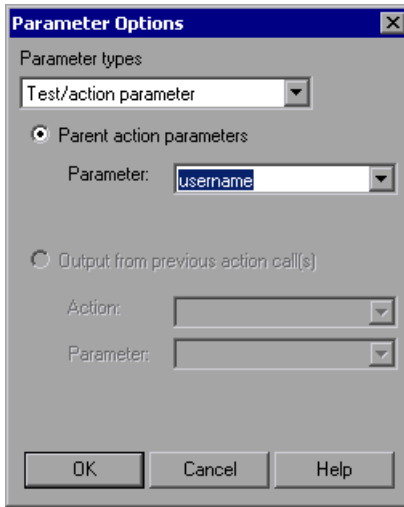 Parameter Options
Parameter types
Test/action parameter
Parent action parameters
Parameter: username
Output from previous action call(s)
Action:
Parameter:
OK Cancel Help